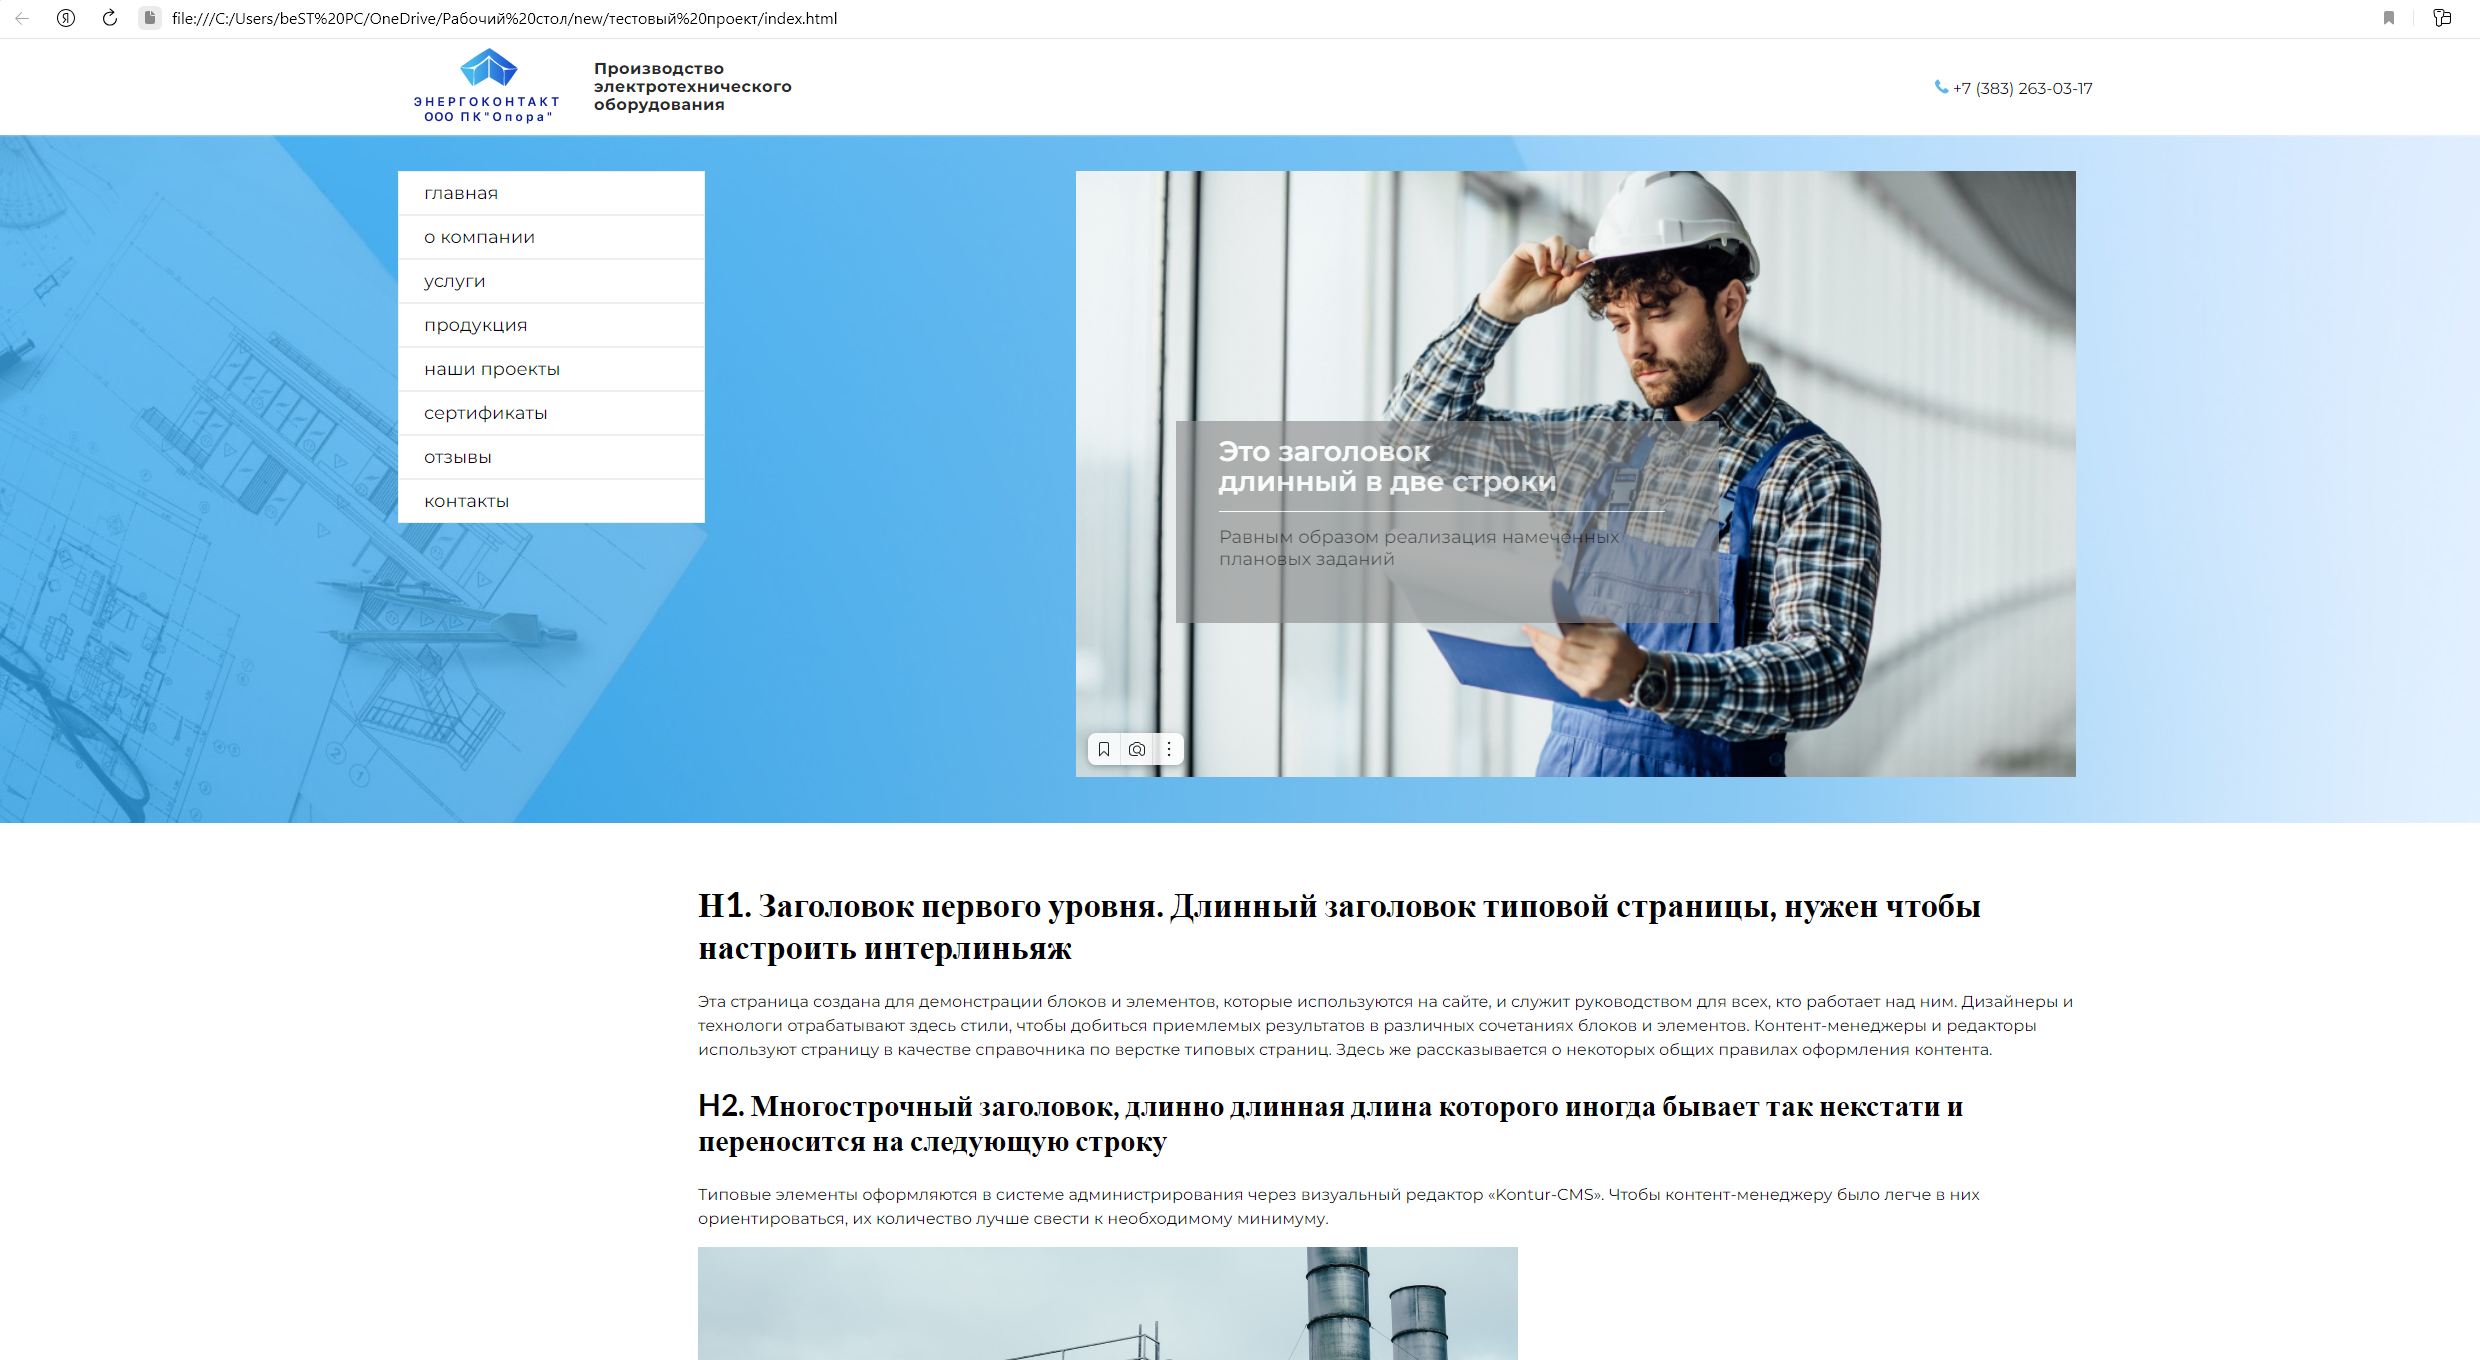 file:///C:/Users/beST%20PC/OneDrive/Рабочий%20стол/new/тестовый%20проект/index.html
ЭНЕРГОКОНТАКТ
ООО ПК"Опора"
Производство
электротехнического
оборудования
+7 (383) 263-03-17
главная
о компании
услуги
продукция
наши проекты
сертификаты
отзывы
контакты
Это заголовок
длинный в две строки
Равным образом реализация намеченных
плановых заданий
H1. Заголовок первого уровня. Длинный заголовок типовой страницы, нужен чтобы
настроить интерлиньяж
Эта страница создана для демонстрации блоков и элементов, которые используются на сайте, и служит руководством для всех, кто работает над ним. Дизайнеры и
технологи отрабатывают здесь стили, чтобы добиться приемлемых результатов в различных сочетаниях блоков и элементов. Контент-менеджеры и редакторы
используют страницу в качестве справочника по верстке типовых страниц. Здесь же рассказывается о некоторых общих правилах оформления контента.
H2. Многострочный заголовок, длинно длинная длина которого иногда бывает так некстати и
переносится на следующую строку
Типовые элементы оформляются в системе администрирования через визуальный редактор «Kontur-CMS». Чтобы контент-менеджеру было легче в них
ориентироваться, их количество лучше свести к необходимому минимуму.